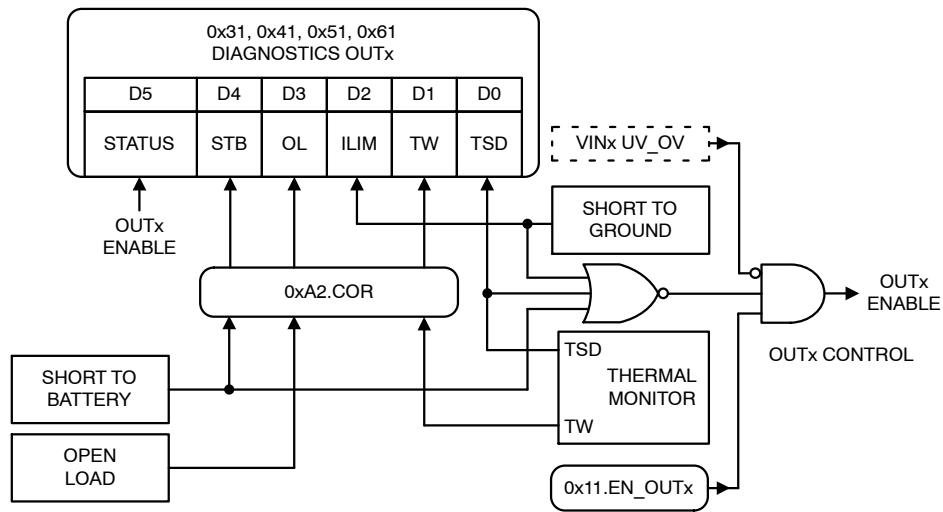 0x31, 0x41, 0x51, 0x61
DIAGNOSTICS OUTx
D5 D4 D3 D2 D1 D0
STATUS STB OL ILIM TW TSD
VINx UV_OV
OUTx
ENABLE
SHORT TO
GROUND
0xA2.COR
OUTx
ENABLE
OUTx CONTROL
TSD
THERMAL
MONITOR
TW
SHORT TO
BATTERY
OPEN
LOAD
0x11.EN_OUTx